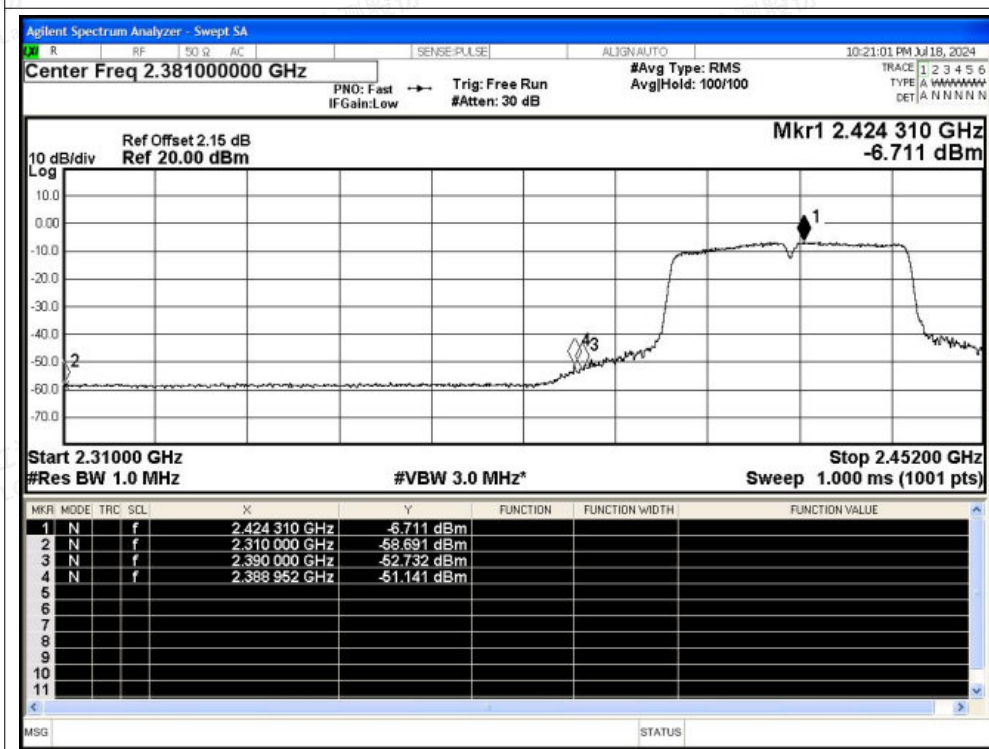 Agilent Spectrum Analyzer - Swept SA
R RF 50 Ω AC SENSE:PULSE ALIGN AUTO 10:21:01 PM Jul 18, 2024
Center Freq 2.381000000 GHz
PNO: Fast
IFGain:Low
Trig: Free Run
#Atten: 30 dB
#Avg Type: RMS
Avg|Hold: 100/100
TRACE 1 2 3 4 5 6
TYPE A WWWWW
DET A N N N N N
Ref Offset 2.15 dB
Ref 20.00 dBm
10 dB/div
Log
Mkr1 2.424 310 GHz
-6.711 dBm
10.0
0.00
-10.0
-20.0
-30.0
-40.0
-50.0
-60.0
-70.0
1
2
4
3
Start 2.31000 GHz Stop 2.45200 GHz
#Res BW 1.0 MHz #VBW 3.0 MHz* Sweep 1.000 ms (1001 pts)
MKR MODE TRC SCL X Y FUNCTION FUNCTION WIDTH FUNCTION VALUE
1 N f 2.424 310 GHz -6.711 dBm
2 N f 2.310 000 GHz -58.691 dBm
3 N f 2.390 000 GHz -52.732 dBm
4 N f 2.388 952 GHz -51.141 dBm
5
6
7
8
9
10
11
MSG STATUS